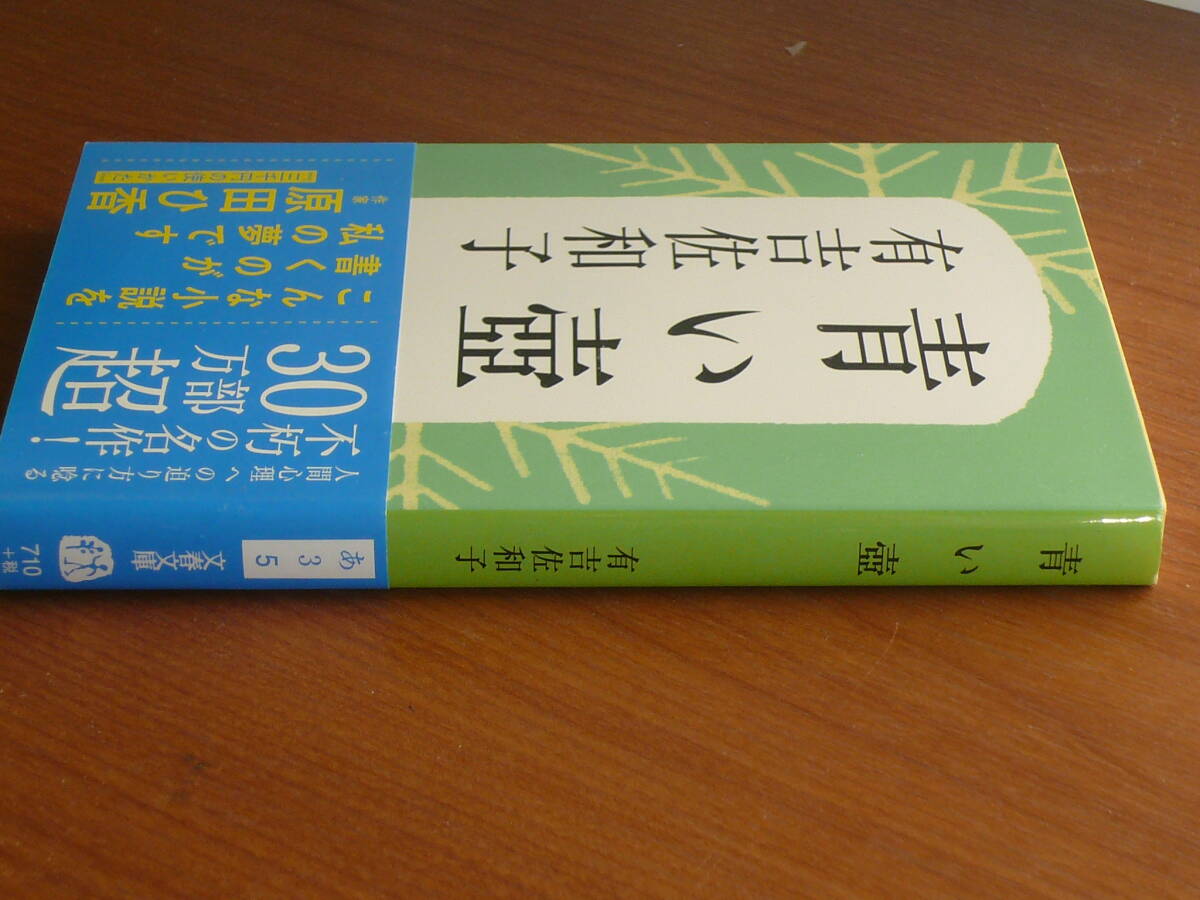 有吉佐和子
青い壺
人間心理への迫り方に唸る
不朽の名作!
30万部超
こんな小説を
書くのが
私の夢です
作家
原田ひ香
『三千円の使いかた』
青い壺
有吉佐和子
あ 3 5
文春文庫
710
+税